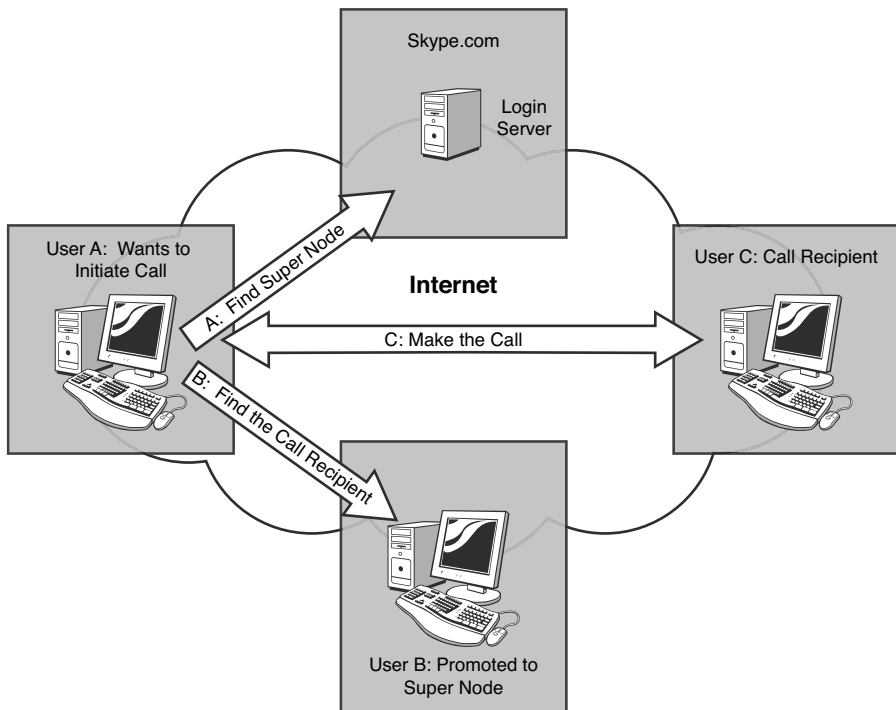 Skype.com
Login
Server
User A:  Wants to
Initiate Call
A:  Find Super Node
Internet
User C: Call Recipient
C: Make the Call
B:  Find the Call Recipient
User B: Promoted to
Super Node